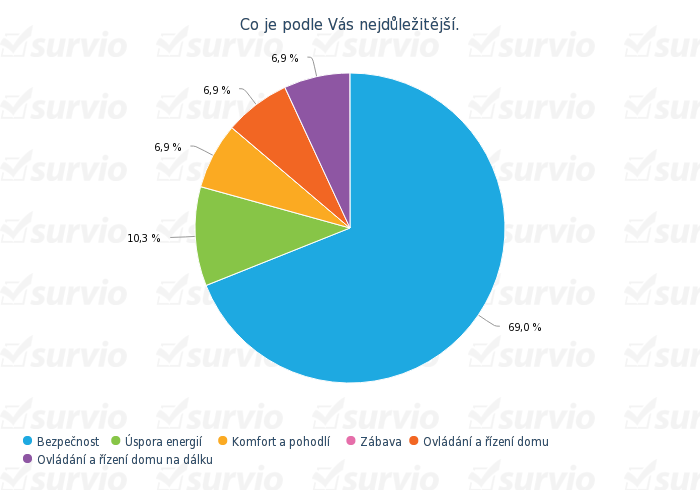 Co je podle Vás nejdůležitější.
6,9 %
6,9 %
6,9 %
10,3 %
69,0 %
Bezpečnost Úspora energií Komfort a pohodlí Zábava Ovládání a řízení domu
Ovládání a řízení domu na dálku
survio